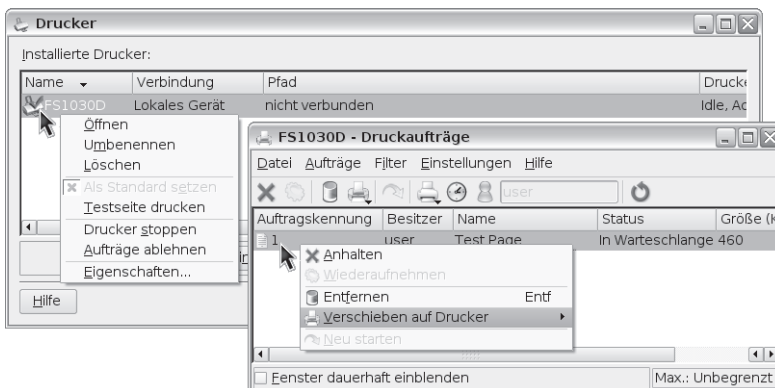 Drucker
Installierte Drucker:
Name Verbindung Pfad
FS1030D Lokales Gerät nicht verbunden Idle,
Öffnen
Umbenennen
Löschen
Als Standard setzen
Testseite drucken
Drucker stoppen
Aufträge ablehnen
Eigenschaften...
Hilfe
FS1030D - Druckaufträge
Datei Aufträge Filter Einstellungen Hilfe
user
Auftragskennung Besitzer Name Status Größe
1 user Test Page In Warteschlange 460
Anhalten
Wiederaufnehmen
Entfernen Entf
Verschieben auf Drucker
Neu starten
Fenster dauerhaft einblenden Max.: Unbegrenzt